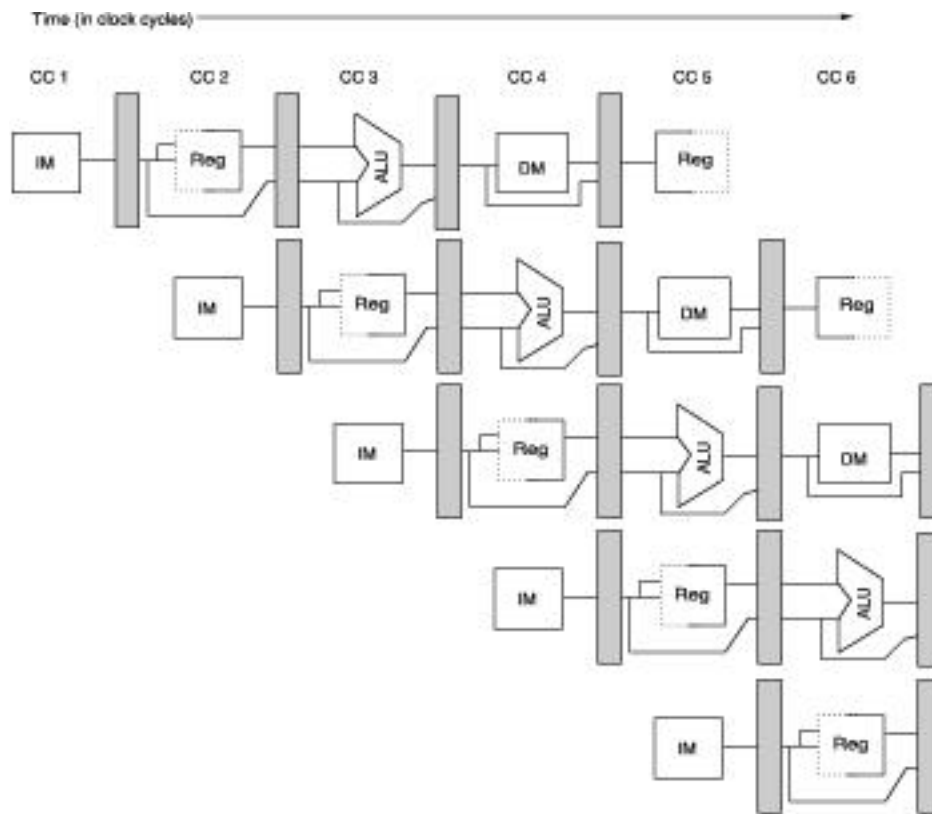 Time (in clock cycles)
CC 1 CC 2 CC 3 CC 4 CC 5 CC 6
IM Reg ALU DM Reg
IM Reg ALU DM Reg
IM Reg ALU DM
IM Reg ALU
IM Reg